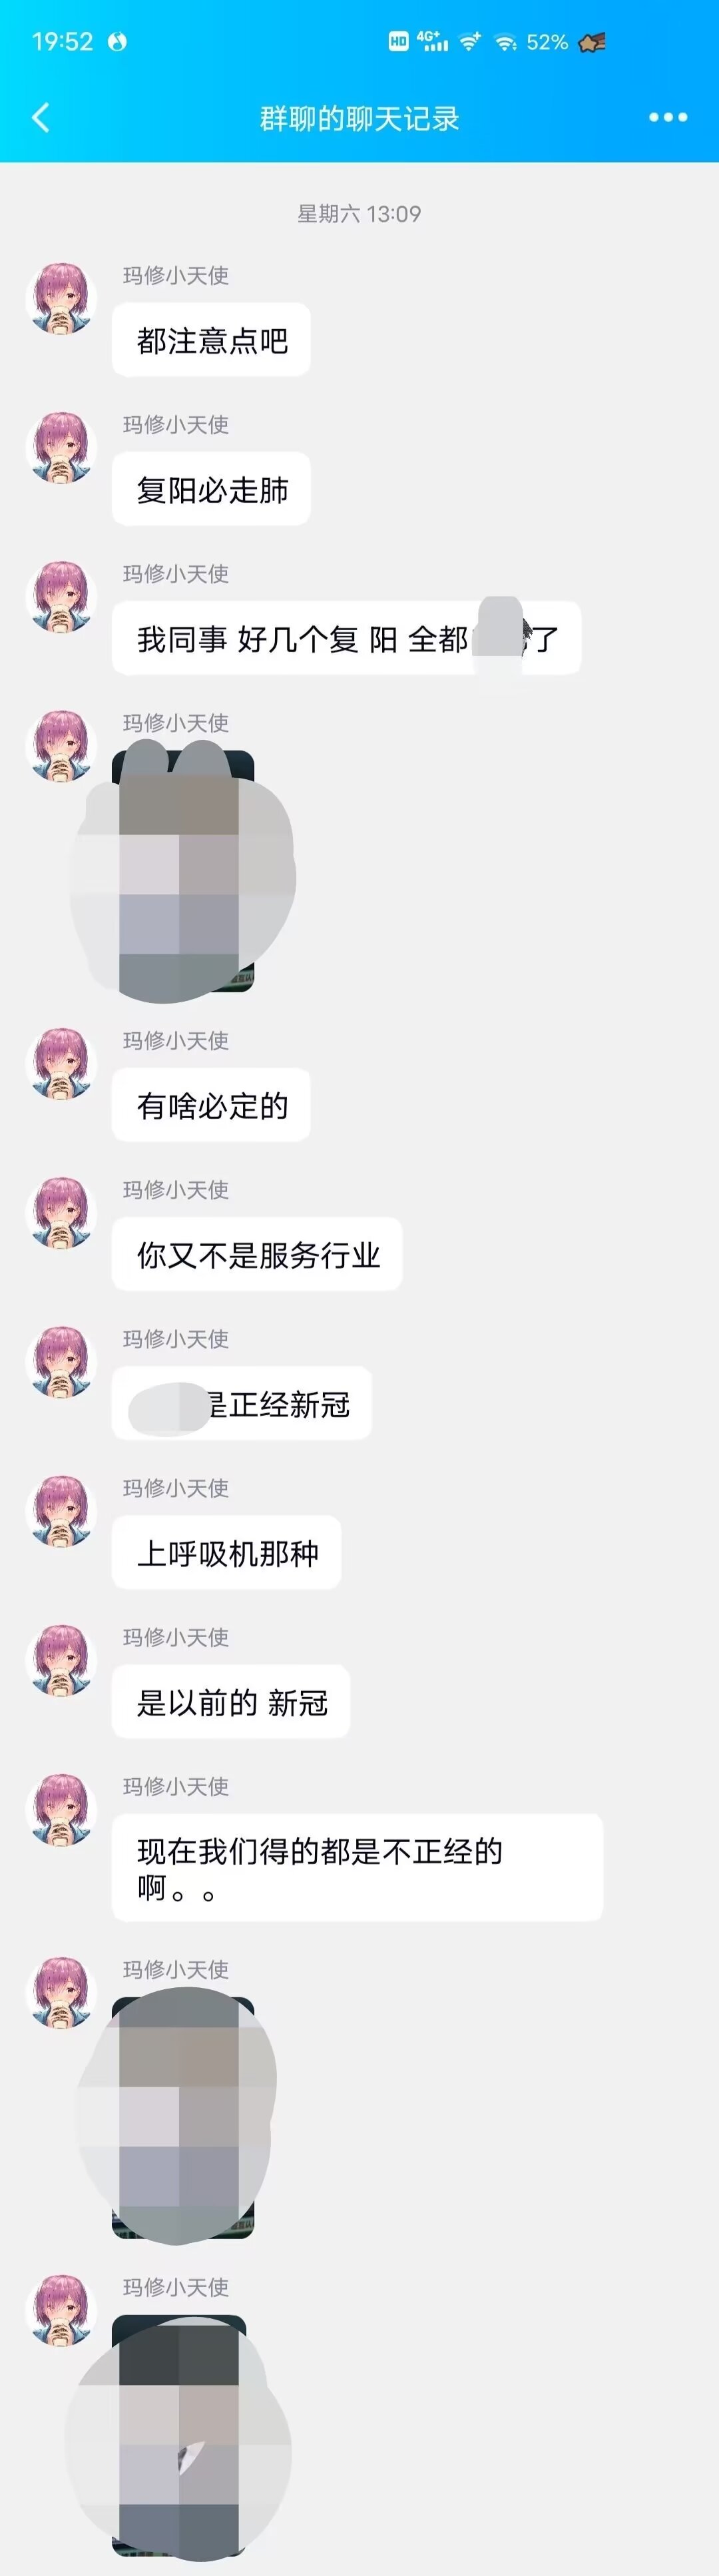 19:52
HD 4G+ 52%
群聊的聊天记录
星期六 13:09
玛修小天使
都注意点吧
玛修小天使
复阳必走肺
玛修小天使
我同事 好几个复 阳 全都 了
玛修小天使
玛修小天使
有啥必定的
玛修小天使
你又不是服务行业
玛修小天使
是正经新冠
玛修小天使
上呼吸机那种
玛修小天使
是以前的 新冠
玛修小天使
现在我们得的都是不正经的
啊。。
玛修小天使
玛修小天使